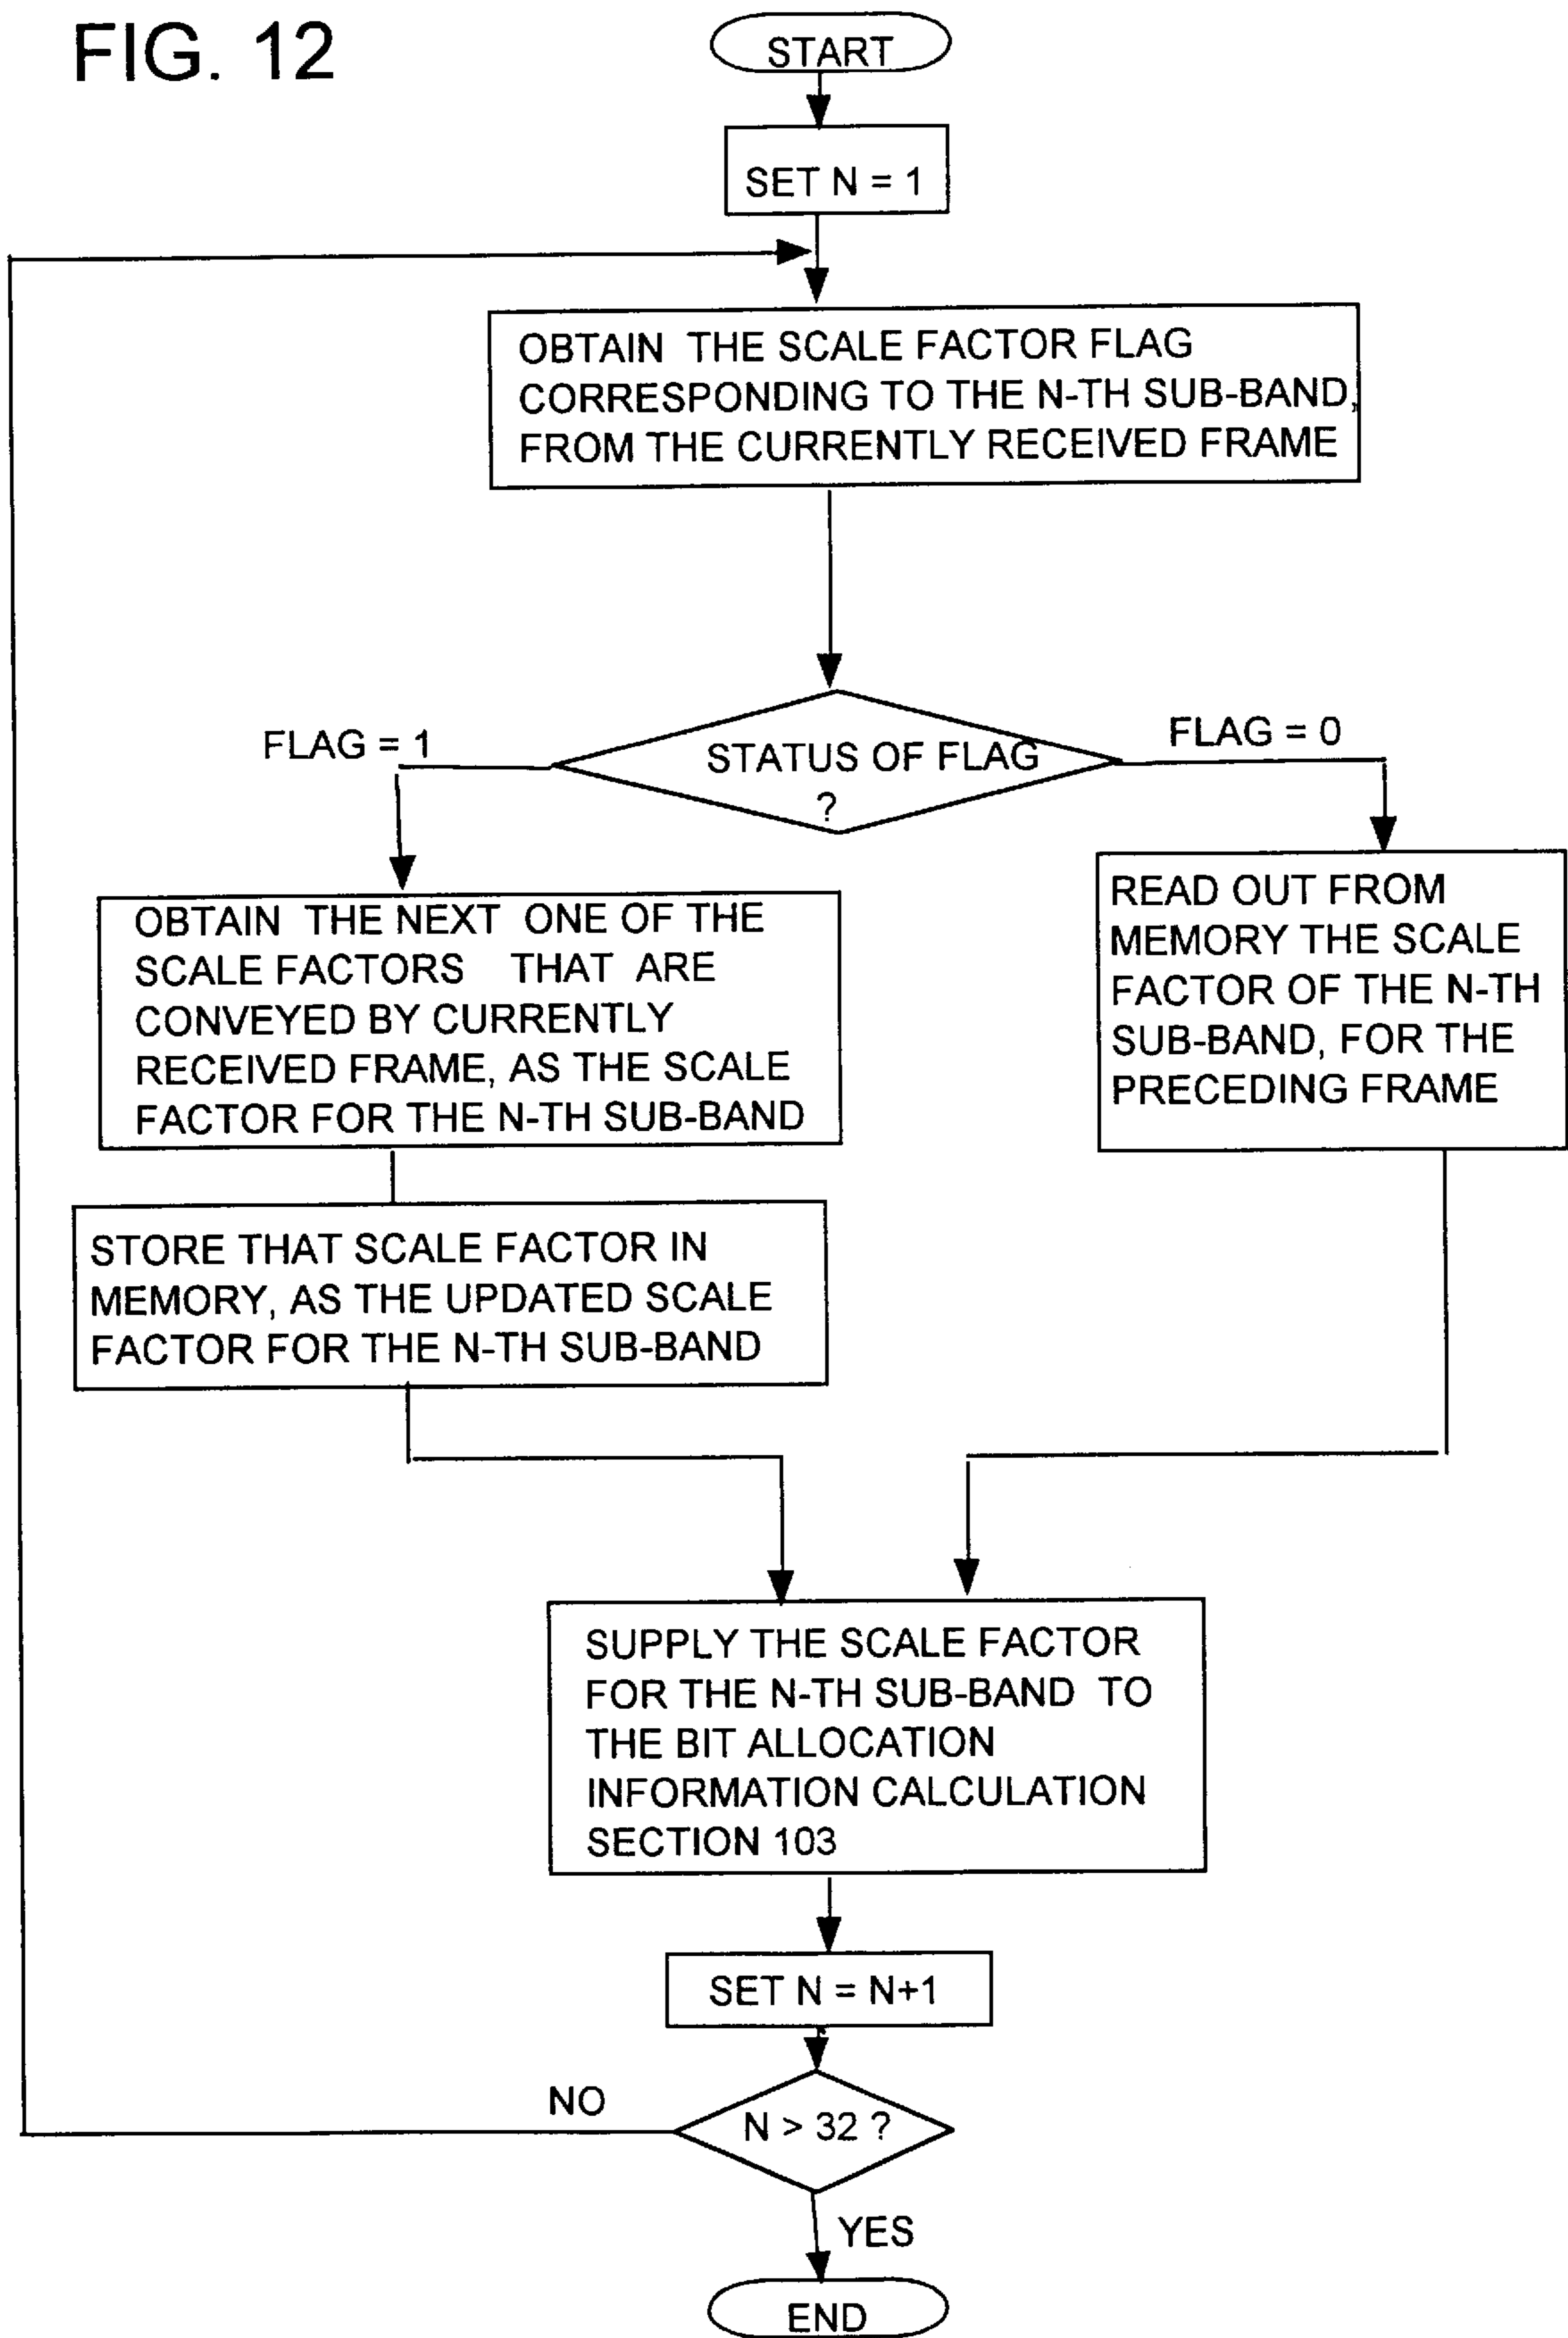 FIG. 12
START
SET N = 1
OBTAIN THE SCALE FACTOR FLAG
CORRESPONDING TO THE N-TH SUB-BAND,
FROM THE CURRENTLY RECEIVED FRAME
FLAG = 1
STATUS OF FLAG
?
FLAG = 0
OBTAIN THE NEXT ONE OF THE
SCALE FACTORS THAT ARE
CONVEYED BY CURRENTLY
RECEIVED FRAME, AS THE SCALE
FACTOR FOR THE N-TH SUB-BAND
READ OUT FROM
MEMORY THE SCALE
FACTOR OF THE N-TH
SUB-BAND, FOR THE
PRECEDING FRAME
STORE THAT SCALE FACTOR IN
MEMORY, AS THE UPDATED SCALE
FACTOR FOR THE N-TH SUB-BAND
SUPPLY THE SCALE FACTOR
FOR THE N-TH SUB-BAND TO
THE BIT ALLOCATION
INFORMATION CALCULATION
SECTION 103
SET N = N+1
NO
N > 32 ?
YES
END